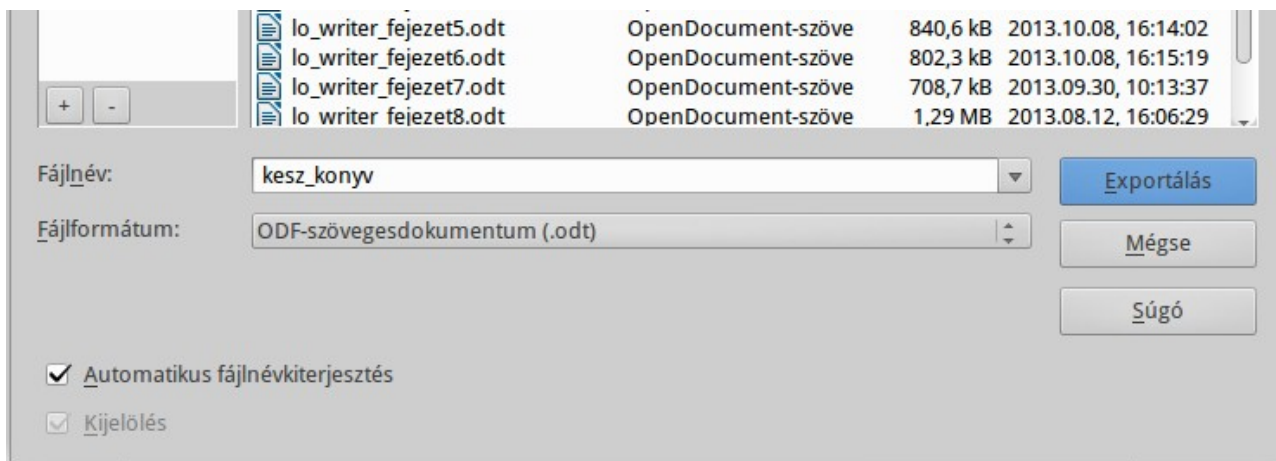 lo_writer_fejezet5.odt OpenDocument-szöve 840,6 kB 2013.10.08, 16:14:02
lo_writer_fejezet6.odt OpenDocument-szöve 802,3 kB 2013.10.08, 16:15:19
lo_writer_fejezet7.odt OpenDocument-szöve 708,7 kB 2013.09.30, 10:13:37
+ -
lo_writer_fejezet8.odt OpenDocument-szöve 1,29 MB 2013.08.12, 16:06:29
Fájlnév: kesz_konyv Exportálás
Fájlformátum: ODF-szövegesdokumentum (.odt)
Mégse
Súgó
Automatikus fájlnévkiterjesztés
Kijelölés